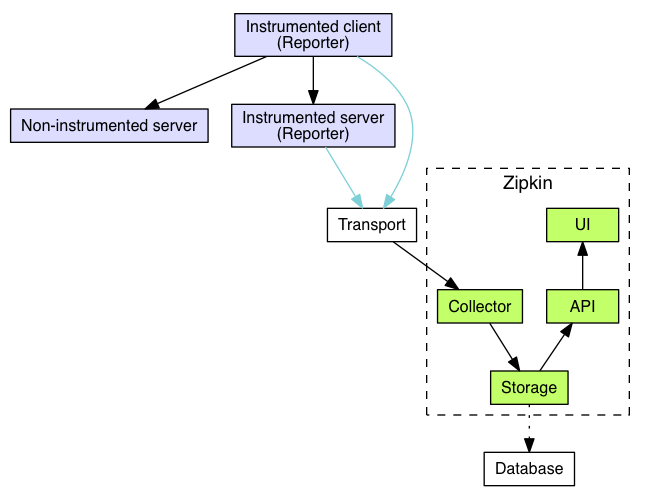 Instrumented client
(Reporter)
Non-instrumented server
Instrumented server
(Reporter)
Zipkin
Transport
UI
Collector
API
Storage
Database